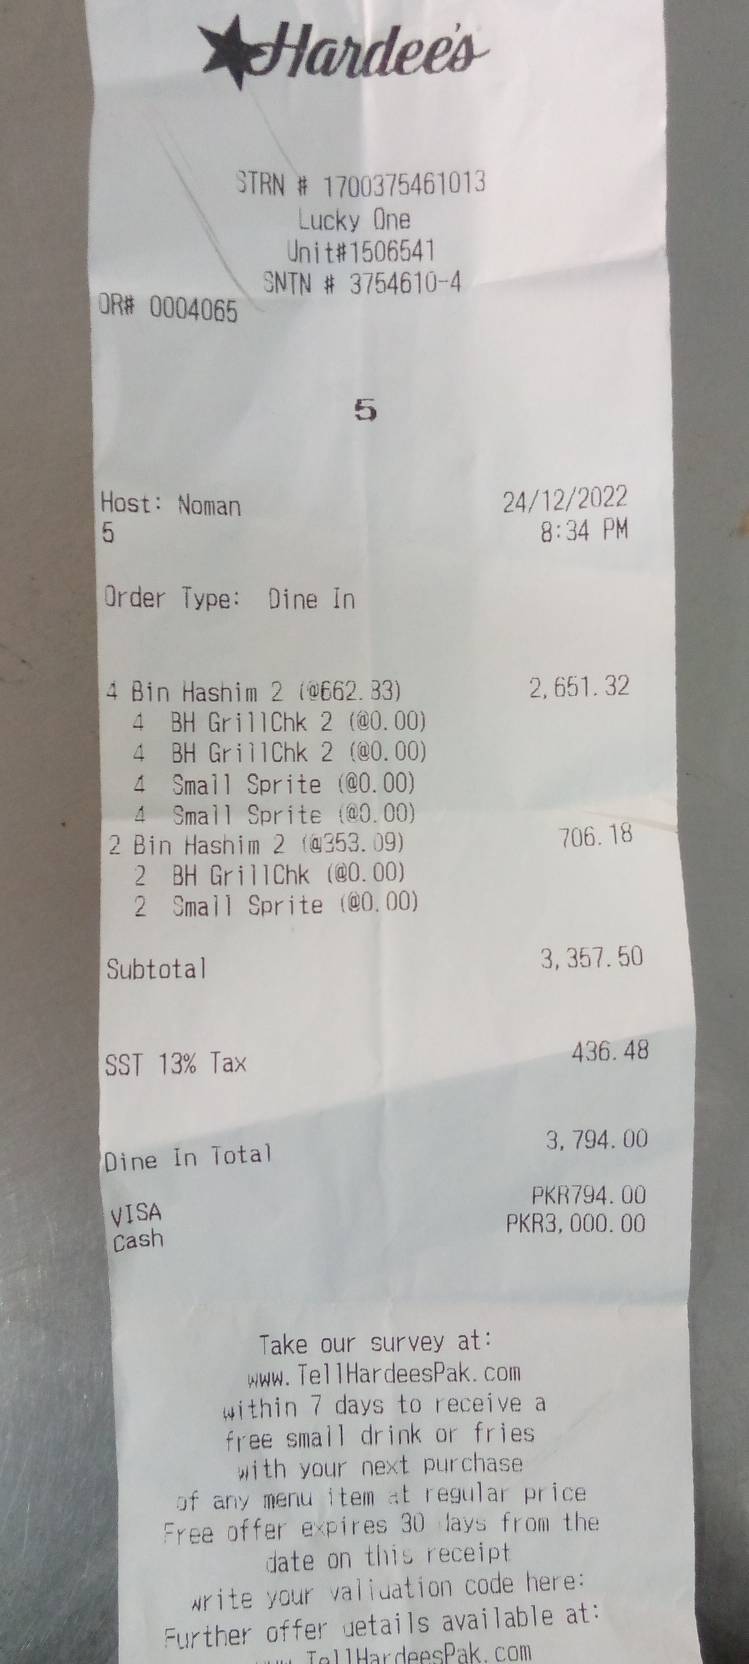 Hardee's
STRN # 1700375461013
Lucky One
Unit#1506541
SNTN # 3754610-4
OR# 0004065
5
Host: Noman 24/12/2022
5 8:34 PM
Order Type: Dine In
4 Bin Hashim 2 (@662.83) 2,651.32
4 BH GrillChk 2 (@0.00)
4 BH GrillChk 2 (@0.00)
4 Small Sprite (@0.00)
4 Small Sprite (@0.00)
2 Bin Hashim 2 (@353.09) 706.18
2 BH GrillChk (@0.00)
2 Small Sprite (@0.00)
Subtotal 3,357.50
SST 13% Tax 436.48
Dine In Total 3,794.00
VISA PKR794.00
Cash PKR3,000.00
Take our survey at:
www.TellHardeesPak.com
within 7 days to receive a
free small drink or fries
with your next purchase
of any menu item at regular price
Free offer expires 30 days from the
date on this receipt
write your valiuation code here:
Further offer details available at:
www.TellHardeesPak.com